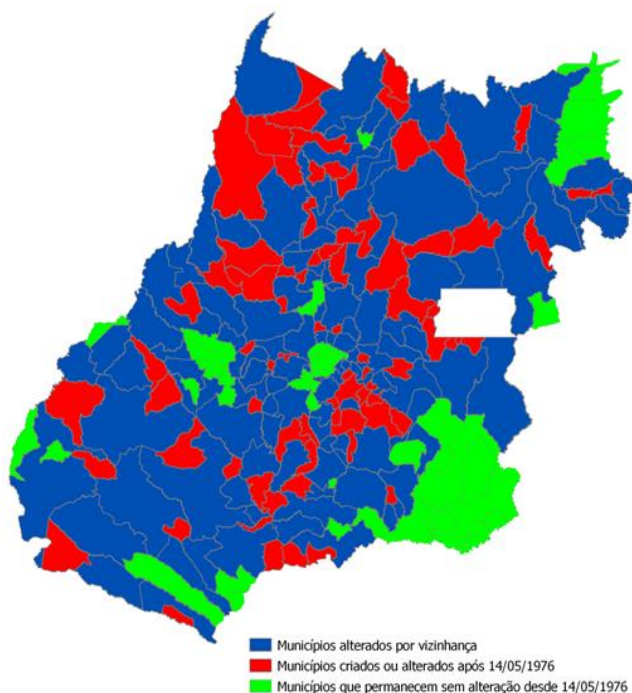 Municípios alterados por vizinhança
Municípios criados ou alterados após 14/05/1976
Municípios que permanecem sem alteração desde 14/05/1976